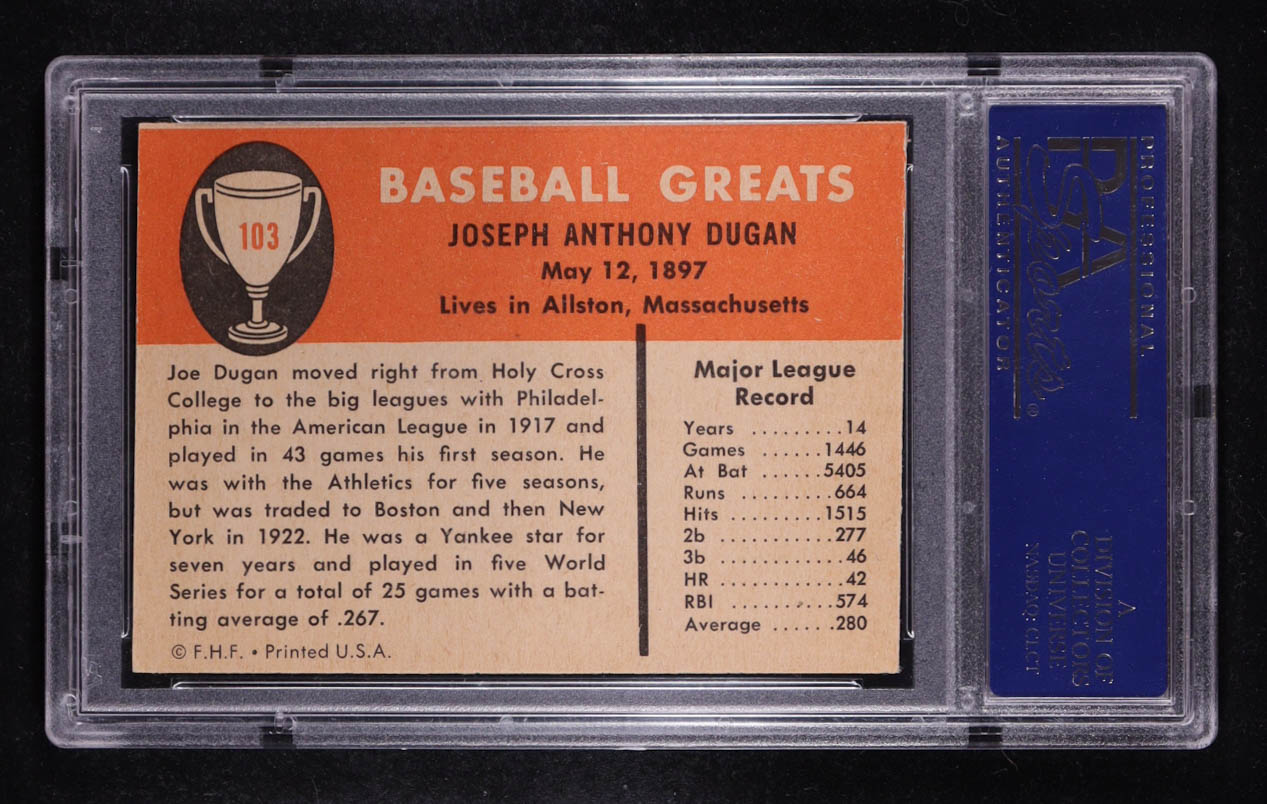 103
BASEBALL GREATS
JOSEPH ANTHONY DUGAN
May 12, 1897
Lives in Allston, Massachusetts
Joe Dugan moved right from Holy Cross
College to the big leagues with Philadel-
phia in the American League in 1917 and
played in 43 games his first season. He
was with the Athletics for five seasons,
but was traded to Boston and then New
York in 1922. He was a Yankee star for
seven years and played in five World
Series for a total of 25 games with a bat-
ting average of .267.
© F.H.F. • Printed U.S.A.
Major League
Record
Years .........14
Games ......1446
At Bat ......5405
Runs .........664
Hits .........1515
2b ............277
3b .............46
HR ............42
RBI .........574
Average ......280
PROFESSIONAL
PSA
Sports
AUTHENTICATOR
®
A
DIVISION OF
COLLECTORS
UNIVERSE
NASDAQ: CLCT